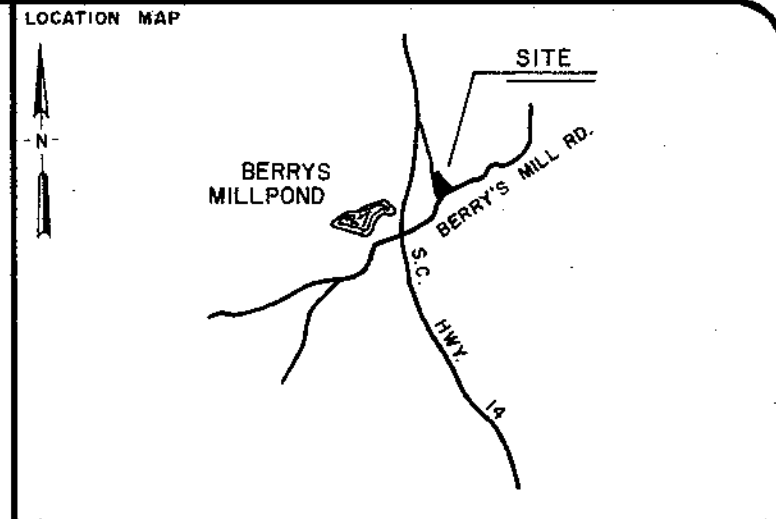 LOCATION MAP
SITE
-N-
BERRYS
MILLPOND
BERRY'S MILL RD.
S.C. HWY. 14